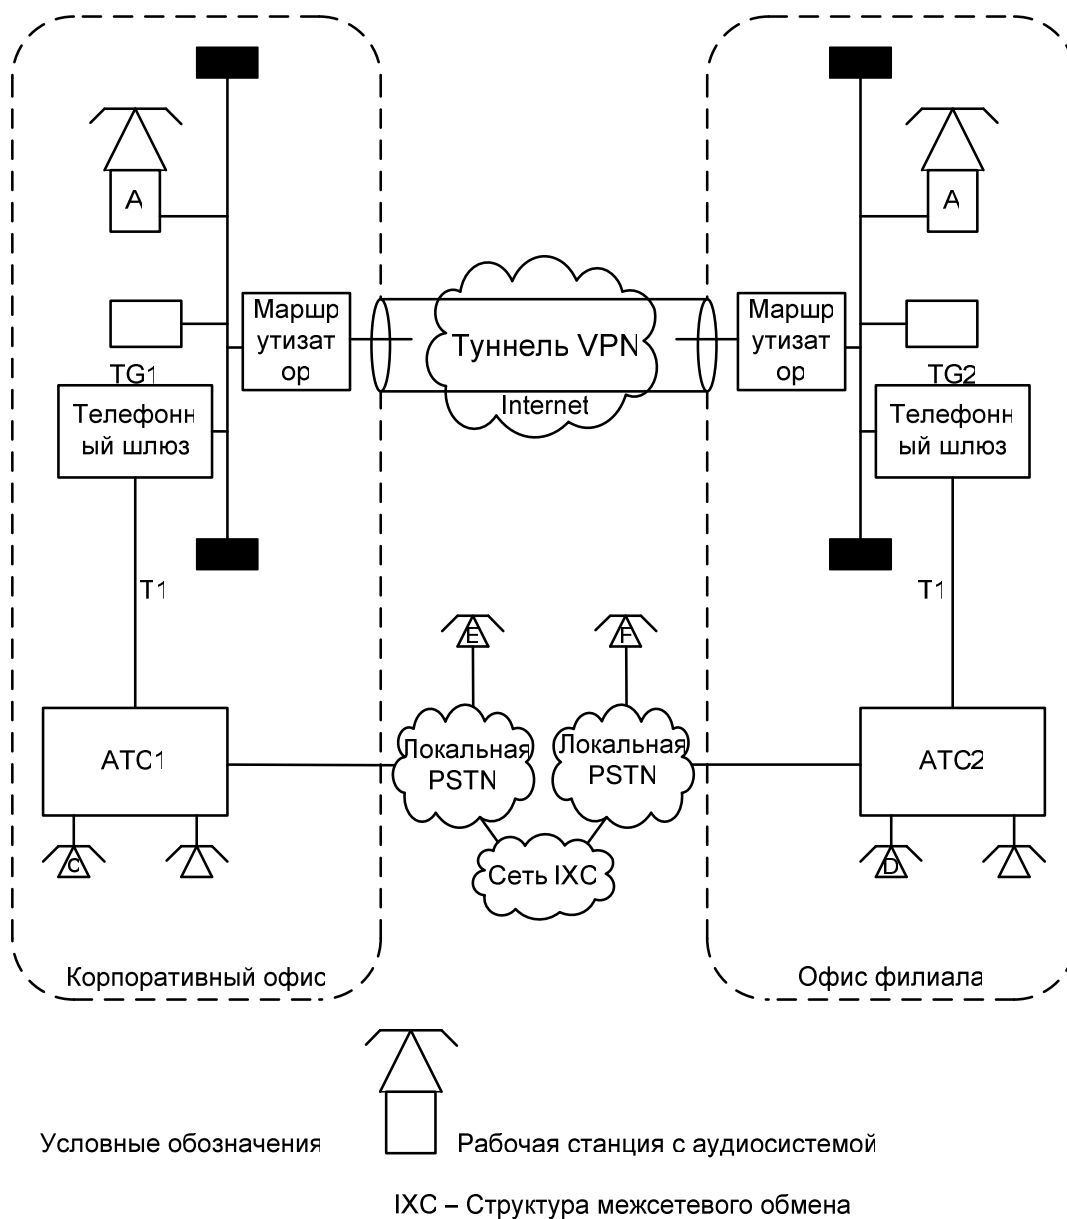 A
A
Маршр
утизат
ор
Туннель VPN
Internet
Маршр
утизат
ор
TG1
Телефонн
ый шлюз
TG2
Телефонн
ый шлюз
T1
T1
E
F
АТС1
Локальная
PSTN
Локальная
PSTN
АТС2
Сеть IXC
C
D
Корпоративный офис
Офис филиала
Условные обозначения
Рабочая станция с аудиосистемой
IXC – Структура межсетевого обмена